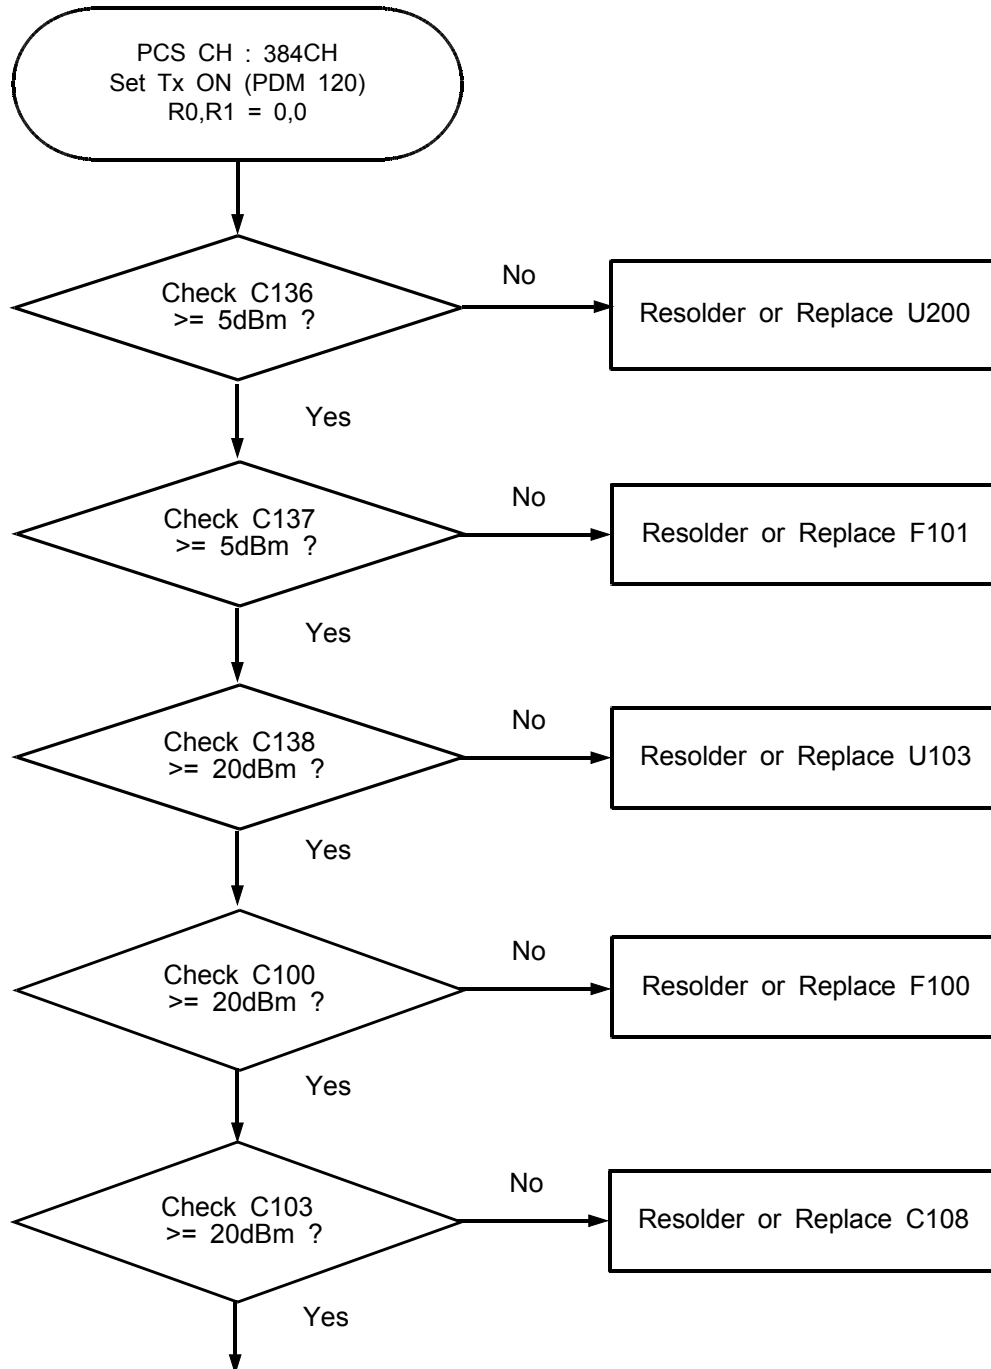 PCS CH : 384CH
Set Tx ON (PDM 120)
R0,R1 = 0,0
Check C136
>= 5dBm ?
No
Resolder or Replace U200
Yes
Check C137
>= 5dBm ?
No
Resolder or Replace F101
Yes
Check C138
>= 20dBm ?
No
Resolder or Replace U103
Yes
Check C100
>= 20dBm ?
No
Resolder or Replace F100
Yes
Check C103
>= 20dBm ?
No
Resolder or Replace C108
Yes